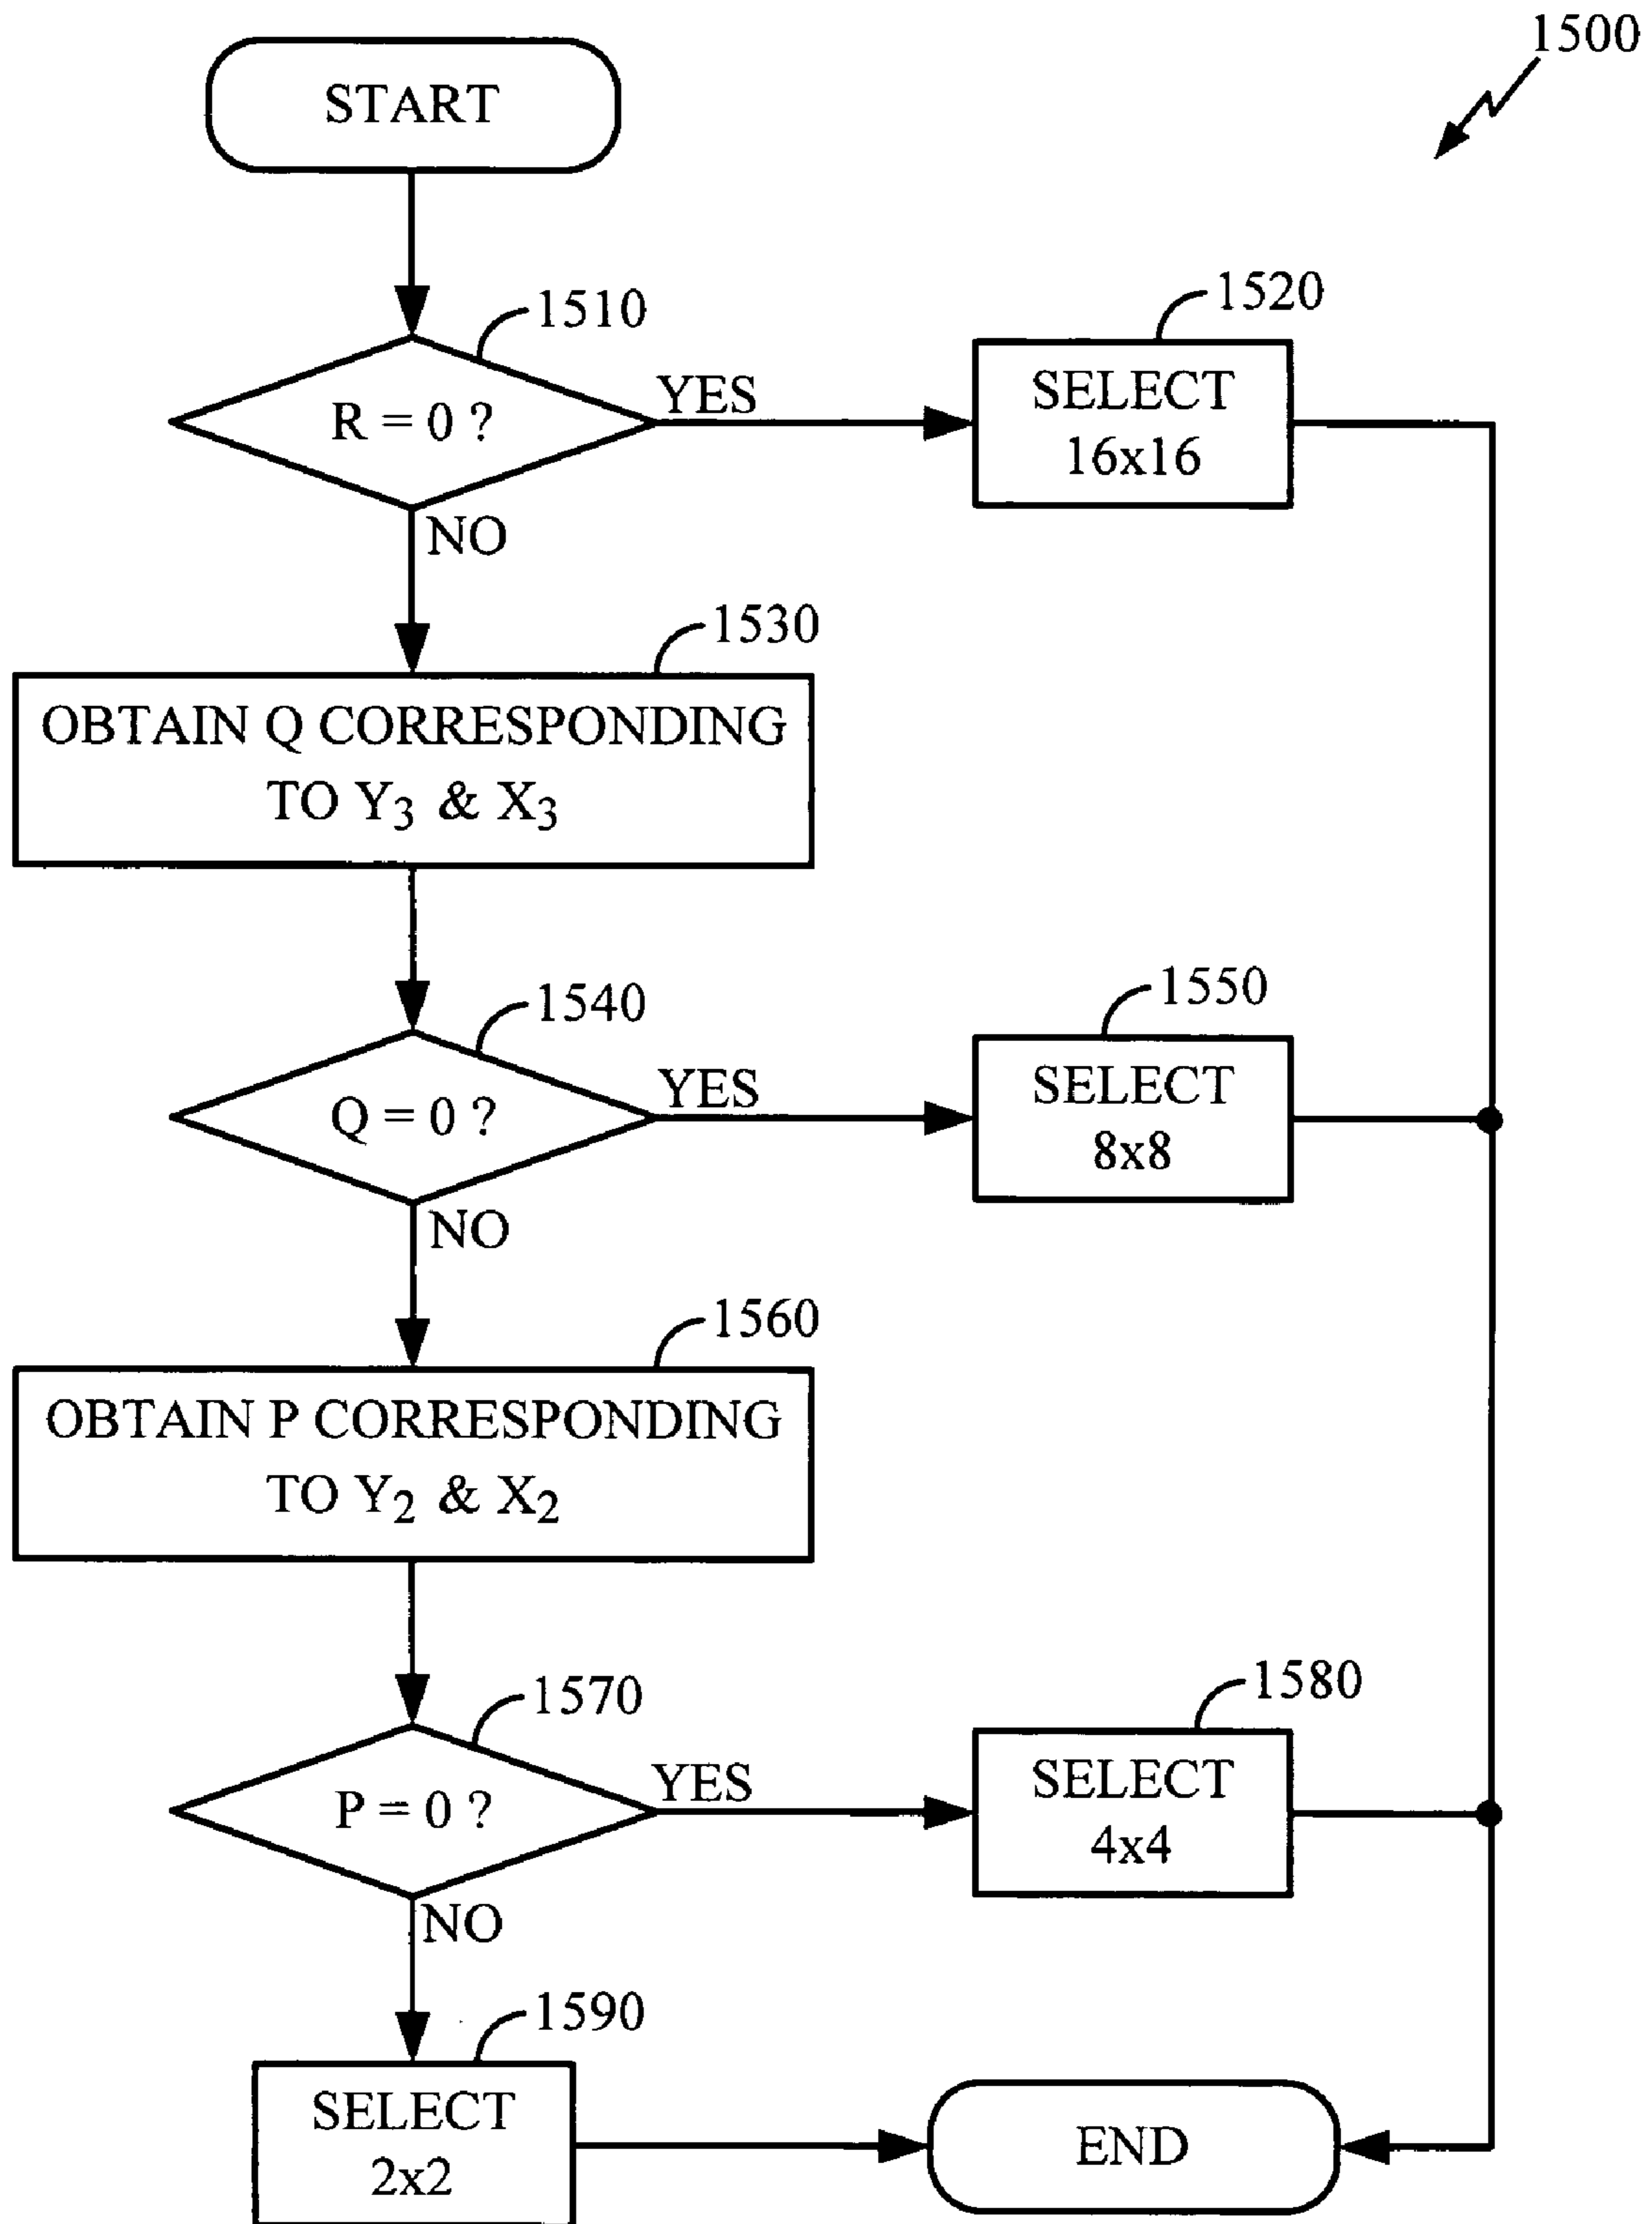 1500
START
1510
R = 0 ?
YES
1520
SELECT
16x16
NO
1530
OBTAIN Q CORRESPONDING
TO Y3 & X3
1540
Q = 0 ?
YES
1550
SELECT
8x8
NO
1560
OBTAIN P CORRESPONDING
TO Y2 & X2
1570
P = 0 ?
YES
1580
SELECT
4x4
NO
1590
SELECT
2x2
END